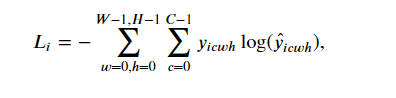 L_i = - \sum_{w=0,h=0}^{W-1,H-1} \sum_{c=0}^{C-1} y_{icwh} \log(\hat{y}_{icwh}),